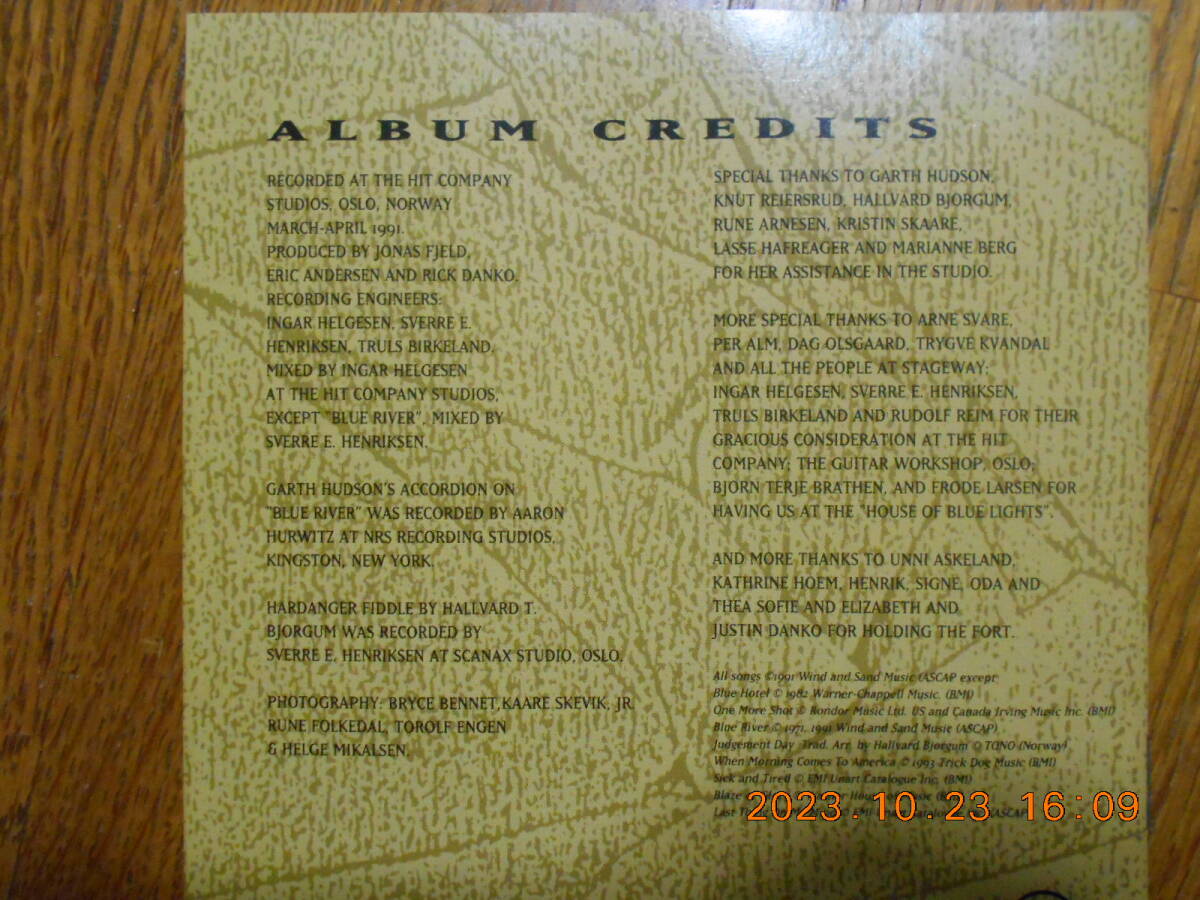 ALBUM CREDITS
RECORDED AT THE HIT COMPANY
STUDIOS, OSLO, NORWAY
MARCH-APRIL 1991.
PRODUCED BY JONAS FJELD,
ERIC ANDERSEN AND RICK DANKO.
RECORDING ENGINEERS:
INGAR HELGESEN, SVERRE E.
HENRIKSEN, TRULS BIRKELAND.
MIXED BY INGAR HELGESEN
AT THE HIT COMPANY STUDIOS,
EXCEPT "BLUE RIVER", MIXED BY
SVERRE E. HENRIKSEN.
GARTH HUDSON'S ACCORDION ON
"BLUE RIVER" WAS RECORDED BY AARON
HURWITZ AT NRS RECORDING STUDIOS,
KINGSTON, NEW YORK.
HARDANGER FIDDLE BY HALLVARD T.
BJORGUM WAS RECORDED BY
SVERRE E. HENRIKSEN AT SCANAX STUDIO, OSLO.
PHOTOGRAPHY: BRYCE BENNET,KAARE SKEVIK, JR
RUNE FOLKEDAL, TOROLF ENGEN
& HELGE MIKALSEN.
SPECIAL THANKS TO GARTH HUDSON,
KNUT REIERSRUD, HALLVARD BJORGUM,
RUNE ARNESEN, KRISTIN SKAARE,
LASSE HAFREAGER AND MARIANNE BERG
FOR HER ASSISTANCE IN THE STUDIO.
MORE SPECIAL THANKS TO ARNE SVARE,
PER ALM, DAG OLSGAARD, TRYGVE KVANDAL
AND ALL THE PEOPLE AT STAGEWAY;
INGAR HELGESEN, SVERRE E. HENRIKSEN,
TRULS BIRKELAND AND RUDOLF REIM FOR THEIR
GRACIOUS CONSIDERATION AT THE HIT
COMPANY; THE GUITAR WORKSHOP, OSLO;
BJORN TERJE BRATHEN, AND FRODE LARSEN FOR
HAVING US AT THE "HOUSE OF BLUE LIGHTS".
AND MORE THANKS TO UNNI ASKELAND,
KATHRINE HOEM, HENRIK, SIGNE, ODA AND
THEA SOFIE AND ELIZABETH AND
JUSTIN DANKO FOR HOLDING THE FORT.
All songs ©1991 Wind and Sand Music (ASCAP except
Blue Hotel © 1982 Warner-Chappell Music. (BMI)
One More Shot © Rondor Music Ltd. US and Canada Irving Music Inc. (BMI)
Blue River © 1971, 1991 Wind and Sand Music (ASCAP)
Judgement Day Trad. Arr. by Hallvard Bjorgum © TONO (Norway)
When Morning Comes To America © 1993 Trick Dog Music (BMI)
Sick and Tired © EMI Unart Catalogue Inc. (BMI)
Blaze
Last
2023.10.23 16:09